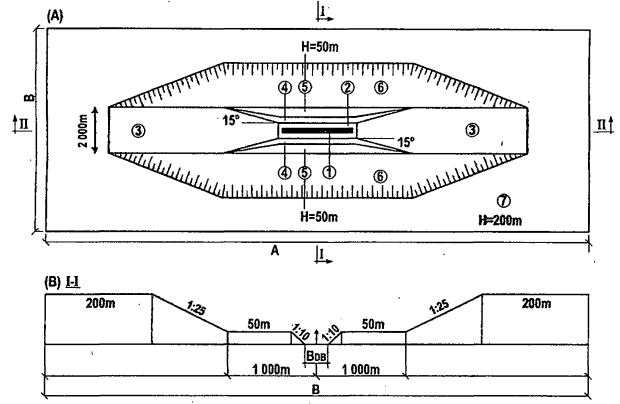 I
(A)
H=50m
④ ⑤ ② ⑥
B
II
2 000m
③
15°
15°
③
II
④ ⑤ ① ⑥
⑦
H=50m
H=200m
A
I
(B) I-I
200m
1:25
50m
1:10
1:10
50m
1:25
200m
BDB
1 000m
1 000m
B